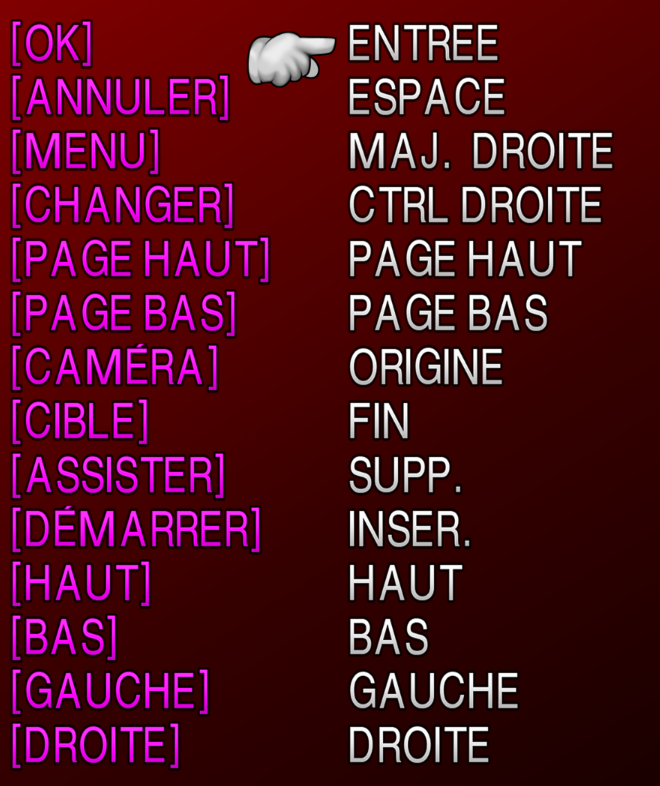 [OK] ENTREE
[ANNULER] ESPACE
[MENU] MAJ. DROITE
[CHANGER] CTRL DROITE
[PAGE HAUT] PAGE HAUT
[PAGE BAS] PAGE BAS
[CAMÉRA] ORIGINE
[CIBLE] FIN
[ASSISTER] SUPP.
[DÉMARRER] INSER.
[HAUT] HAUT
[BAS] BAS
[GAUCHE] GAUCHE
[DROITE] DROITE